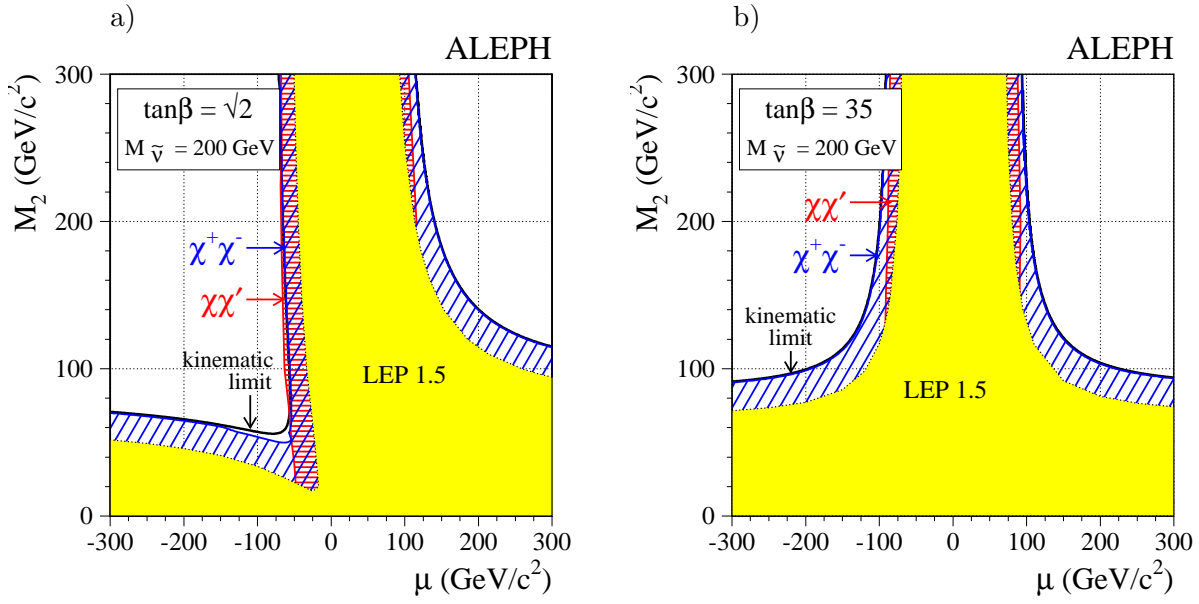 a)
ALEPH
M₂ (GeV/c²)
300
200
100
0
tanβ = √2
M ν̃ = 200 GeV
χ⁺χ⁻
χχ′
kinematic
limit
LEP 1.5
-300 -200 -100 0 100 200 300
μ (GeV/c²)
b)
ALEPH
M₂ (GeV/c²)
300
200
100
0
tanβ = 35
M ν̃ = 200 GeV
χχ′
χ⁺χ⁻
kinematic
limit
LEP 1.5
-300 -200 -100 0 100 200 300
μ (GeV/c²)